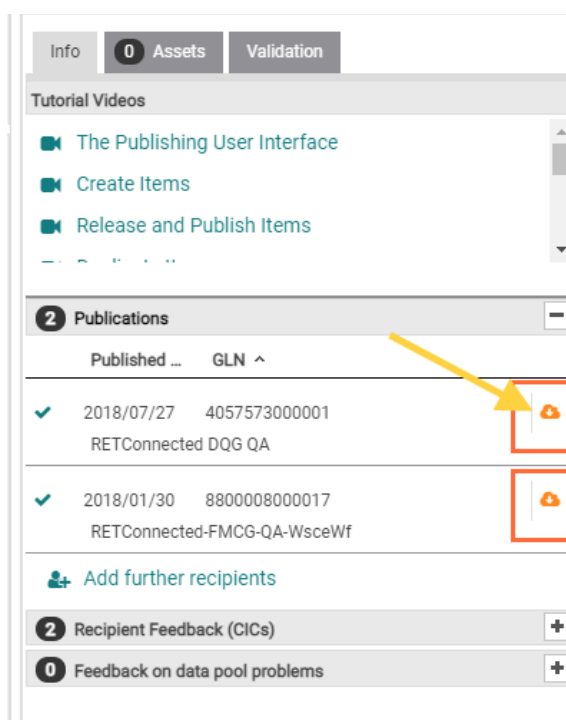 Info 0 Assets Validation
Tutorial Videos
The Publishing User Interface
Create Items
Release and Publish Items
2 Publications
Published ... GLN
2018/07/27 4057573000001
RETConnected DQG QA
2018/01/30 8800008000017
RETConnected-FMCG-QA-WsceWf
Add further recipients
2 Recipient Feedback (CICs)
0 Feedback on data pool problems